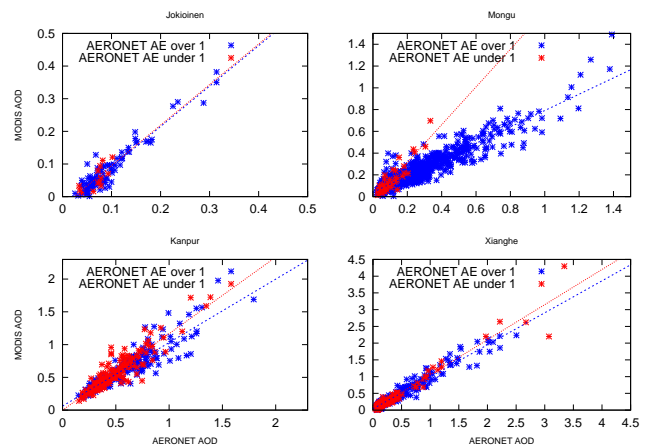 Jokioinen
Mongu
0.5
0.4
0.3
0.2
0.1
0
MODIS AOD
AERONET AE over 1
AERONET AE under 1
0 0.1 0.2 0.3 0.4 0.5
1.4
1.2
1
0.8
0.6
0.4
0.2
0
AERONET AE over 1
AERONET AE under 1
0 0.2 0.4 0.6 0.8 1 1.2 1.4
Kanpur
Xianghe
2
1.5
1
0.5
0
MODIS AOD
AERONET AE over 1
AERONET AE under 1
0 0.5 1 1.5 2
AERONET AOD
4.5
4
3.5
3
2.5
2
1.5
1
0.5
0
AERONET AE over 1
AERONET AE under 1
0 0.5 1 1.5 2 2.5 3 3.5 4 4.5
AERONET AOD